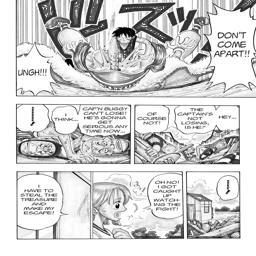 DON'T
COME
APART!!
UNGH!!!
HEY...
THE
CAPTAIN'S
NOT
LOSING,
IS HE?
OF
COURSE
NOT!
CAP'N BUGGY
CAN'T LOSE!
HE'S GONNA
GET
SERIOUS ANY
TIME NOW...
I
THINK...
OH NO!
I GOT
CAUGHT UP
WATCH-
ING THE
FIGHT!
I
HAVE TO
STEAL THE
TREASURE
AND
MAKE MY
ESCAPE!